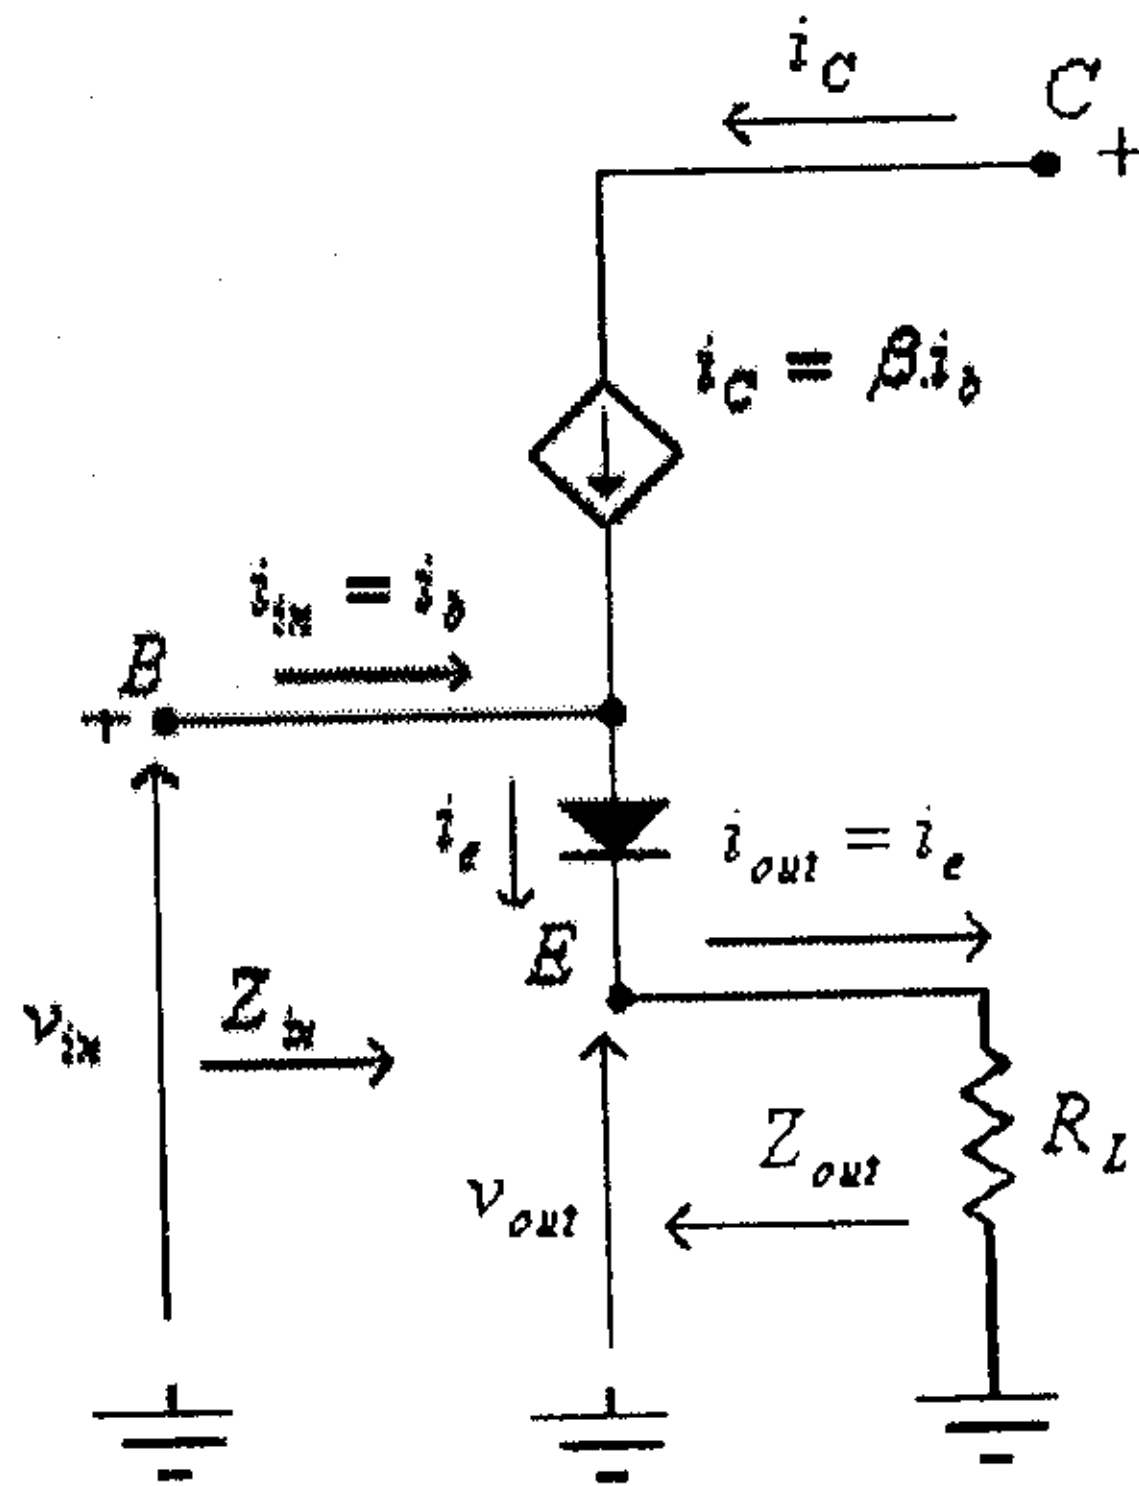 i_C
C
+
i_C = β.i_b
i_in = i_b
B
+
i_e
i_out = i_e
E
v_in
Z_in
Z_out
R_L
v_out